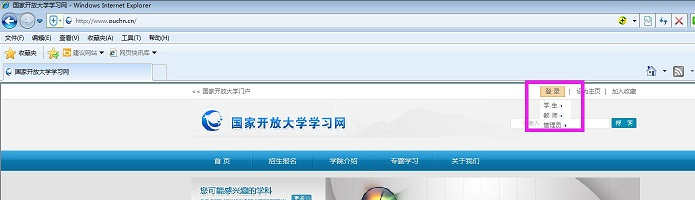 国家开放大学学习网 - Windows Internet Explorer
http://www.ouchn.cn/
文件(F) 编辑(E) 查看(V) 收藏夹(A) 工具(T) 帮助(H)
收藏夹 建议网站 网页快讯库
国家开放大学学习网
<< 国家开放大学门户 登 录 | 设为主页 | 加入收藏
学 生
教 师
管理员
国家开放大学学习网
搜 索
首 页 招生报名 学院介绍 专题学习 关于我们
您可能感兴趣的学科